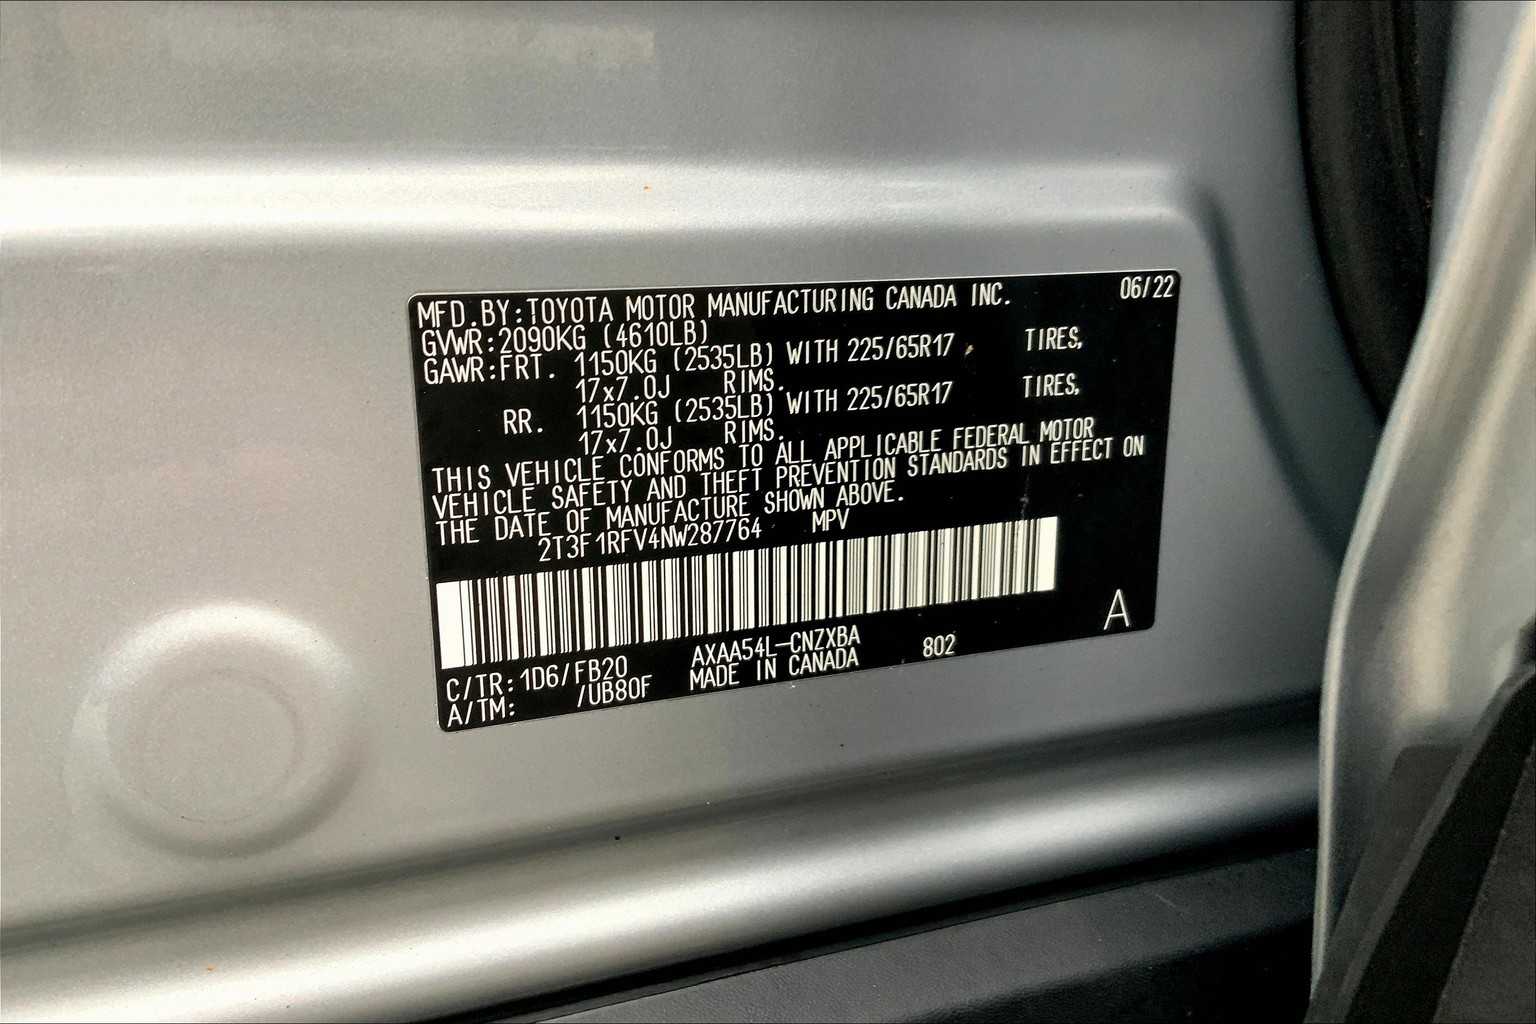 MFD.BY:TOYOTA MOTOR MANUFACTURING CANADA INC. 06/22
GVWR:2090KG (4610LB)
GAWR:FRT. 1150KG (2535LB) WITH 225/65R17 TIRES,
17x7.0J RIMS.
RR. 1150KG (2535LB) WITH 225/65R17 TIRES,
17x7.0J RIMS.
THIS VEHICLE CONFORMS TO ALL APPLICABLE FEDERAL MOTOR
VEHICLE SAFETY AND THEFT PREVENTION STANDARDS IN EFFECT ON
THE DATE OF MANUFACTURE SHOWN ABOVE.
2T3F1RFV4NW287764 MPV
A
C/TR:1D6/FB20 AXAA54L-CNZXBA 802
A/TM: /UB80F MADE IN CANADA